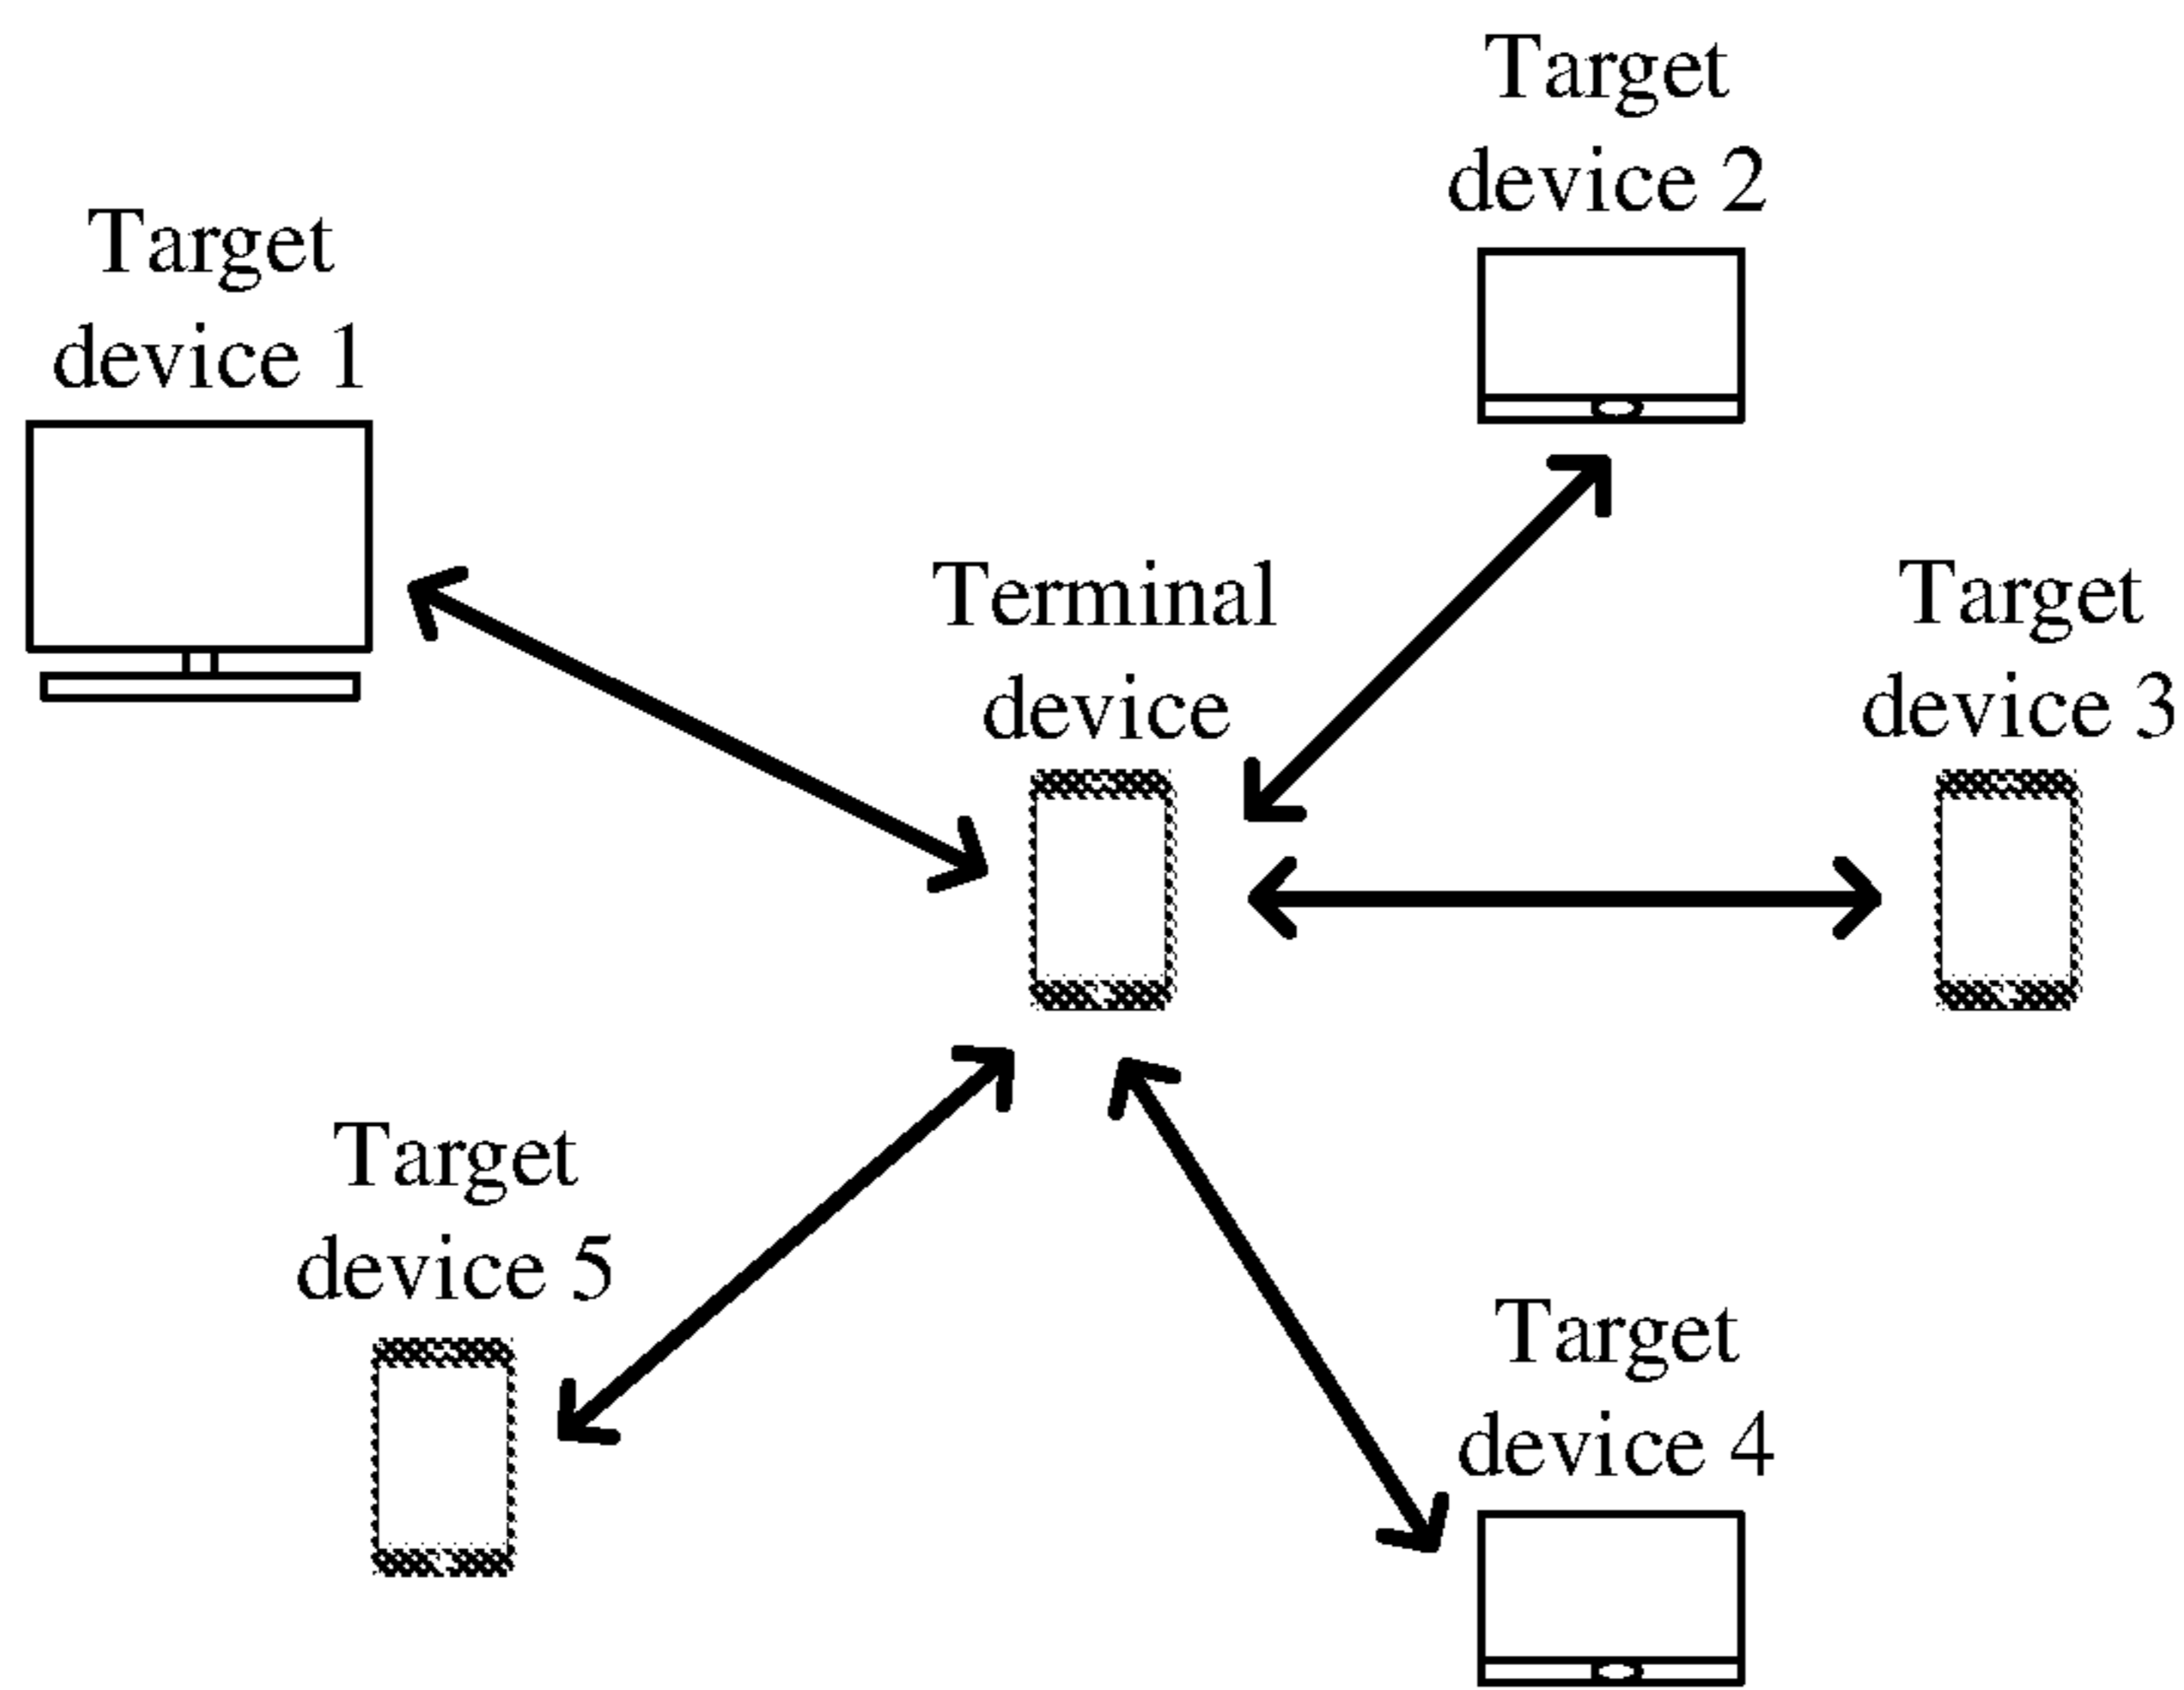 Target
device 2
Target
device 1
Terminal
device
Target
device 3
Target
device 5
Target
device 4